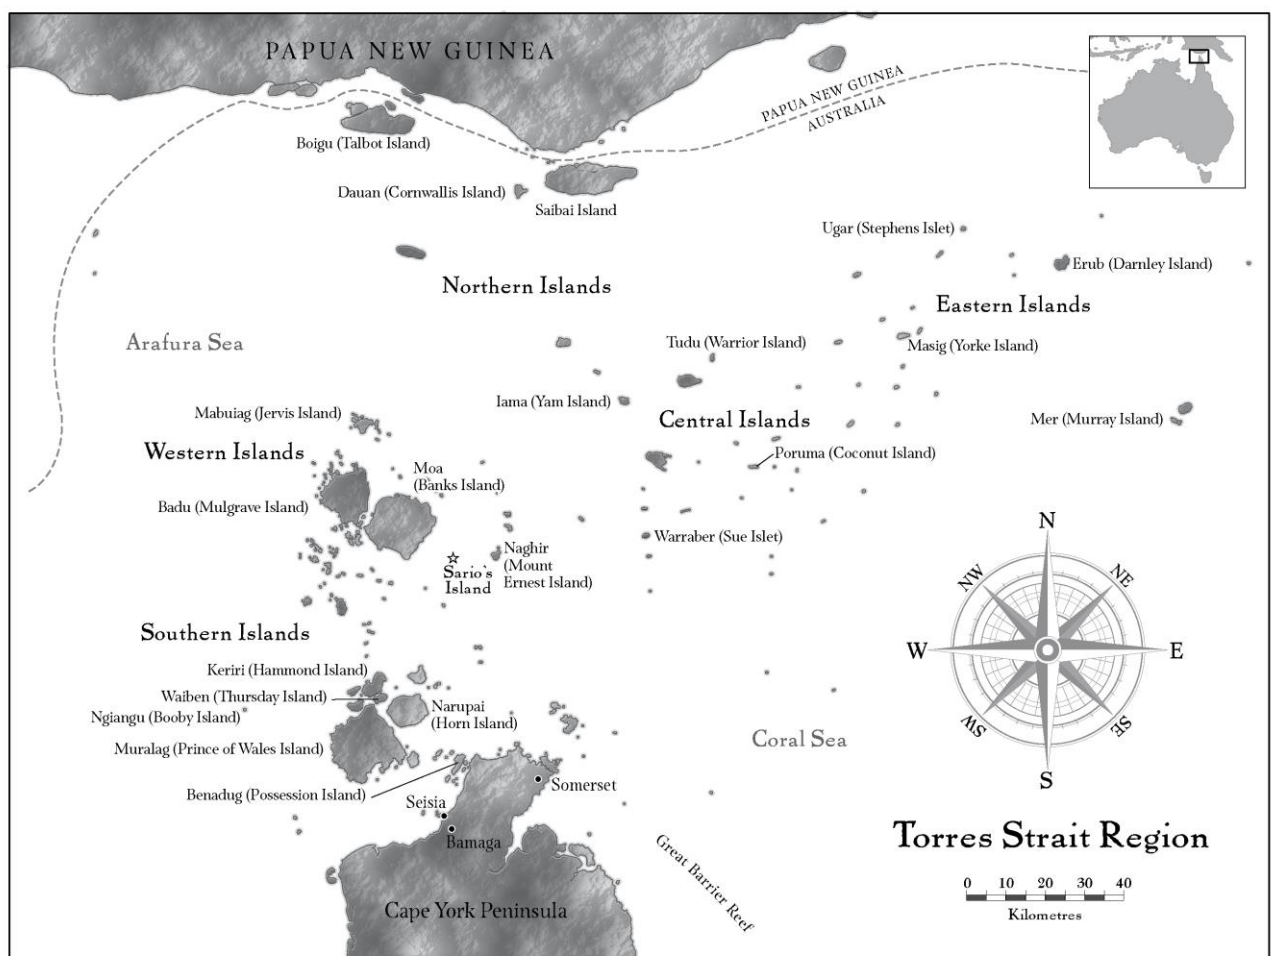 PAPUA NEW GUINEA
PAPUA NEW GUINEA
AUSTRALIA
Boigu (Talbot Island)
Dauan (Cornwallis Island)
Saibai Island
Ugar (Stephens Islet)
Erub (Darnley Island)
Northern Islands
Eastern Islands
Arafura Sea
Tudu (Warrior Island)
Masig (Yorke Island)
Iama (Yam Island)
Mabuiag (Jervis Island)
Central Islands
Mer (Murray Island)
Western Islands
Poruma (Coconut Island)
Moa
(Banks Island)
Badu (Mulgrave Island)
Warraber (Sue Islet)
Naghir
(Mount
Ernest Island)
Sario's
Island
Southern Islands
Keriri (Hammond Island)
Waiben (Thursday Island)
Ngiangu (Booby Island)
Narupai
(Horn Island)
Muralag (Prince of Wales Island)
Coral Sea
Benadug (Possession Island)
Somerset
Seisia
Bamaga
Great Barrier Reef
Cape York Peninsula
N
NW
NE
W
E
SW
SE
S
Torres Strait Region
0 10 20 30 40
Kilometres